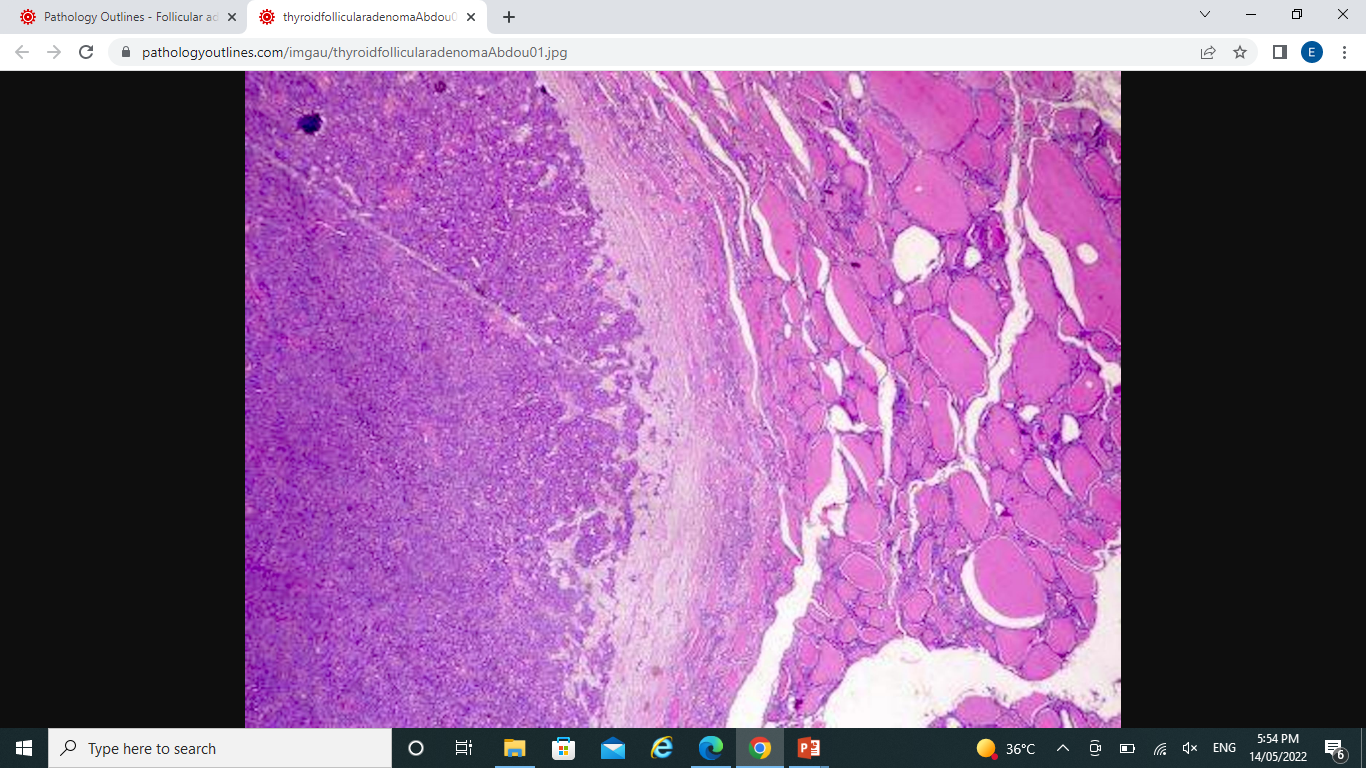 Pathology Outlines - Follicular ad
thyroidfollicularadenomaAbdou0
pathologyoutlines.com/imgau/thyroidfollicularadenomaAbdou01.jpg
E
Type here to search
36°C
ENG
5:54 PM
14/05/2022
6